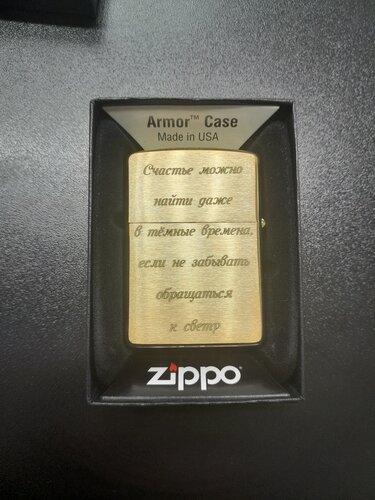 Armor™ Case
Made in USA
Счастье можно
найти даже
в тёмные времена,
если не забывать
обращаться
к свету
zippo